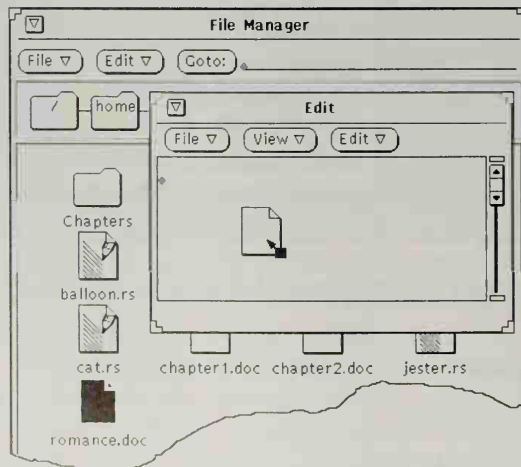 File Manager
File Edit Goto:
/ home
Edit
File View Edit
Chapters
balloon.rs
cat.rs chapter1.doc chapter2.doc jester.rs
romance.doc